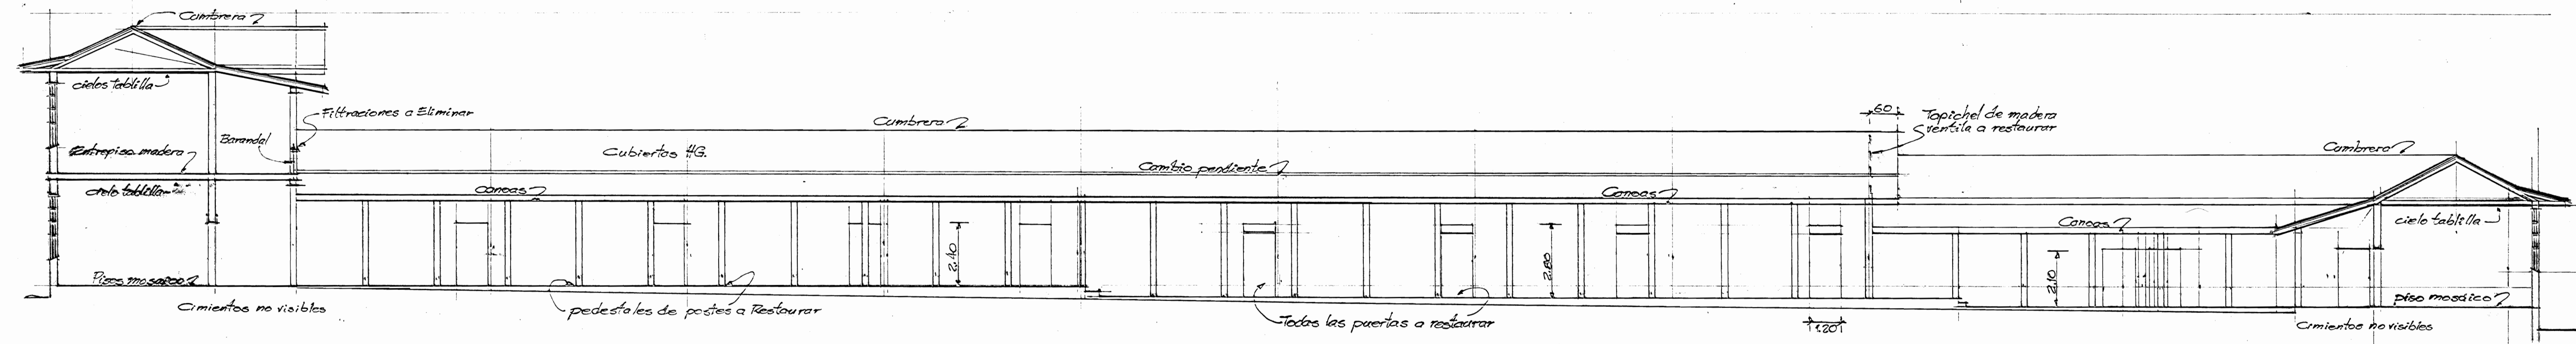 Cumbrera
cielos tablilla
Filtraciones a Eliminar
Barandal
Entrepiso madera
cielo tablilla
Pisos mosaico
Cimientos no visibles
Cumbrera
Cubiertas HG.
Cambio pendiente
Canoas
Canoas
2.40
2.80
pedestales de postes a Restaurar
Todas las puertas a restaurar
1.20
.60
Tapichel de madera
ventila a restaurar
Cumbrera
Canoas
cielo tablilla
2.10
piso mosaico
Cimientos no visibles